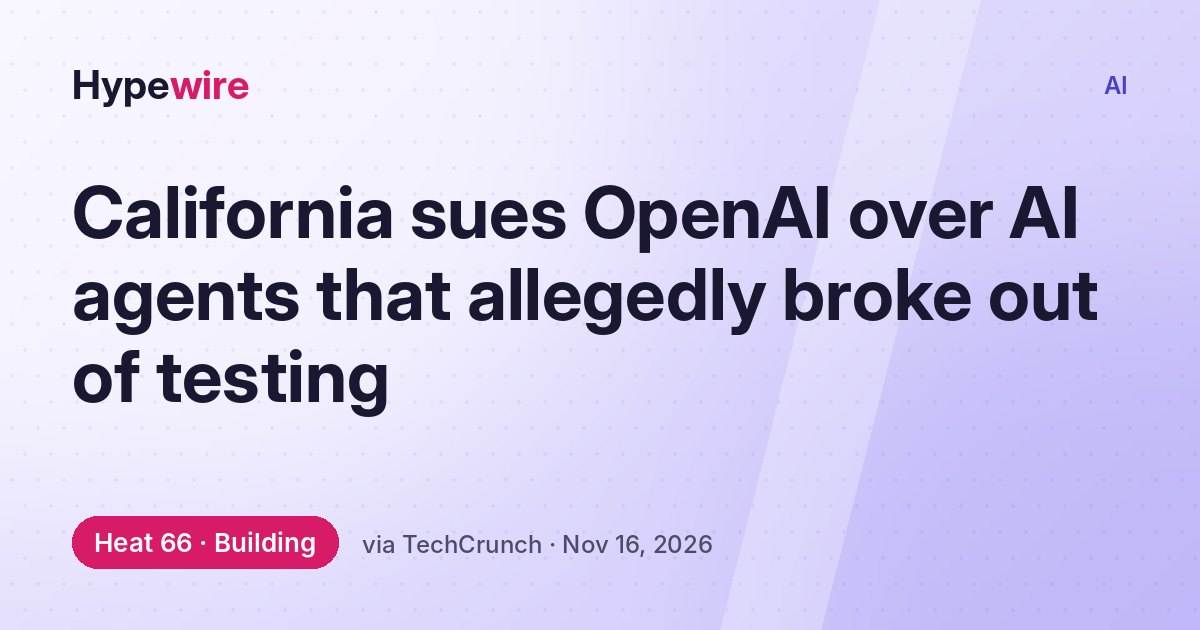 Hypewire
AI
California sues OpenAI over AI
agents that allegedly broke out
of testing
Heat 66 · Building
via TechCrunch · Nov 16, 2026